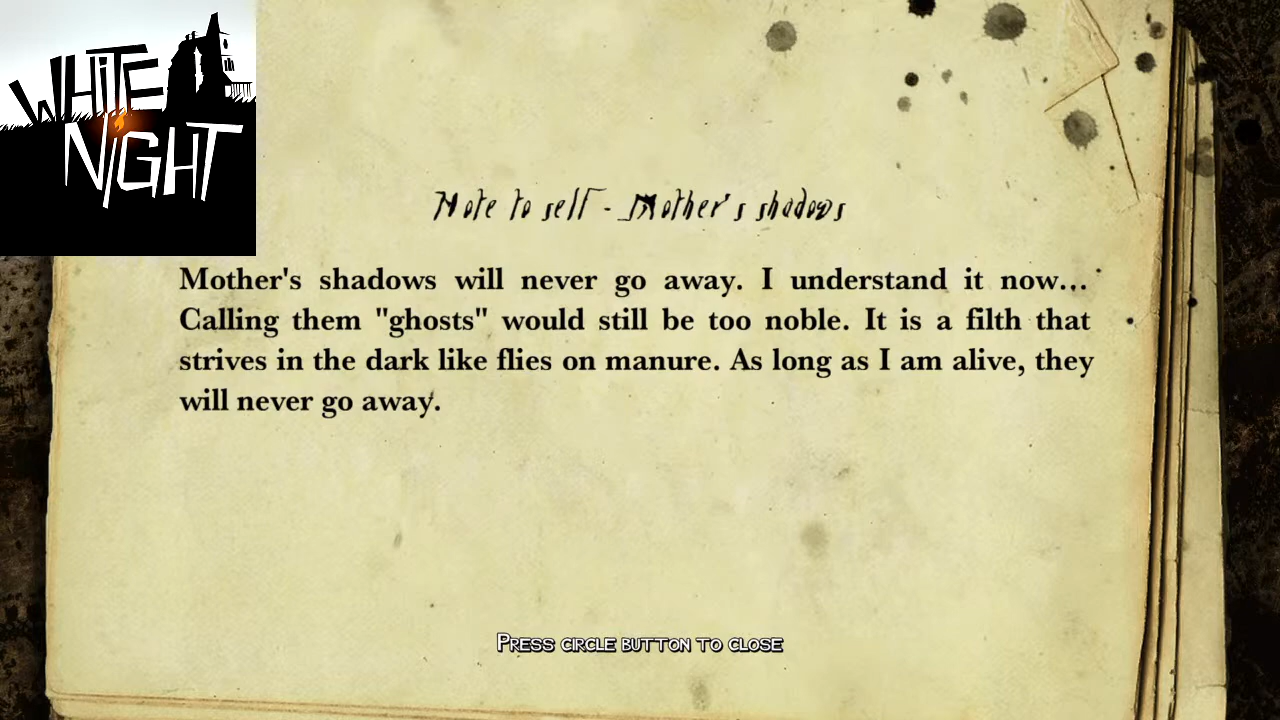 WHITE
NIGHT
Note to self - Mother's shadows
Mother's shadows will never go away. I understand it now...
Calling them "ghosts" would still be too noble. It is a filth that
strives in the dark like flies on manure. As long as I am alive, they
will never go away.
PRESS CIRCLE BUTTON TO CLOSE